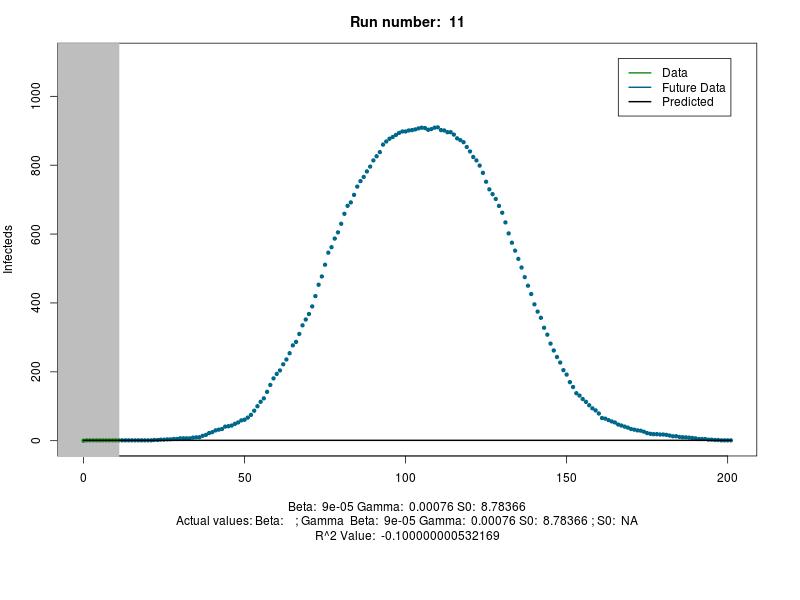 Run number: 11
Data
Future Data
Predicted
1000
800
600
400
200
0
Infecteds
0 50 100 150 200
Beta: 9e-05 Gamma: 0.00076 S0: 8.78366
Actual values: Beta: ; Gamma Beta: 9e-05 Gamma: 0.00076 S0: 8.78366 ; S0: NA
R^2 Value: -0.100000000532169